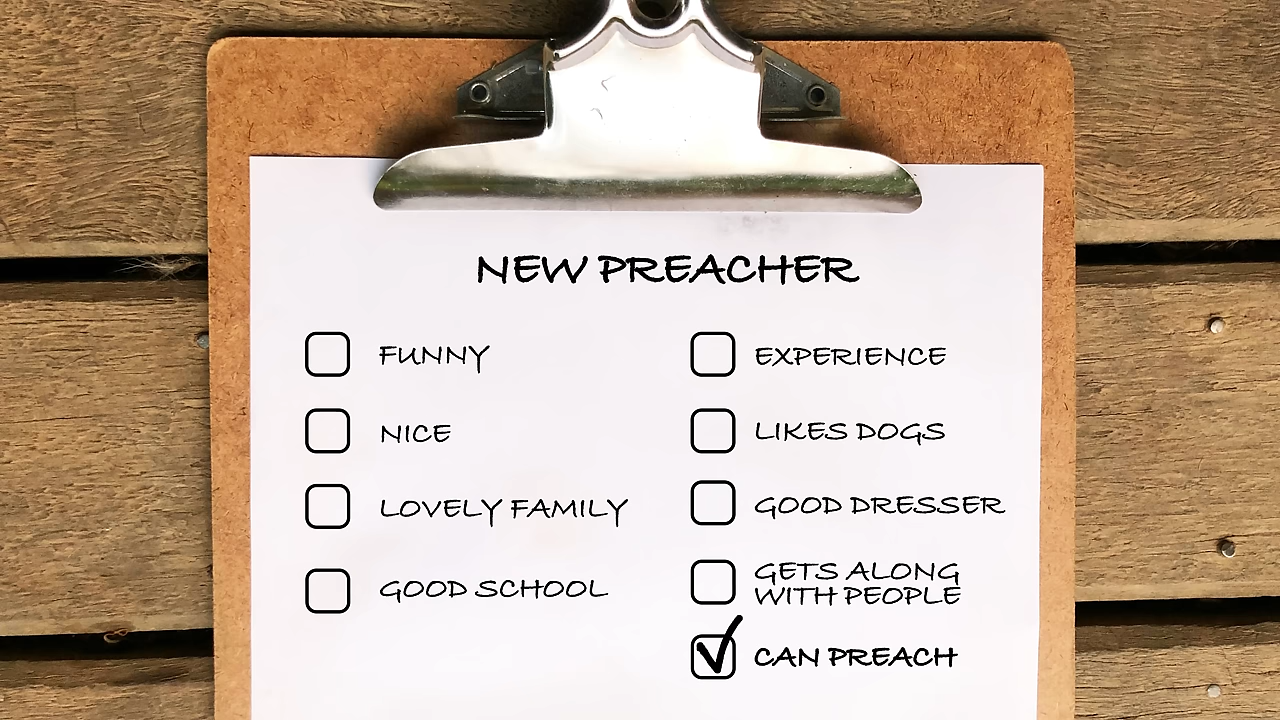 NEW PREACHER
FUNNY
NICE
LOVELY FAMILY
GOOD SCHOOL
EXPERIENCE
LIKES DOGS
GOOD DRESSER
GETS ALONG
WITH PEOPLE
CAN PREACH